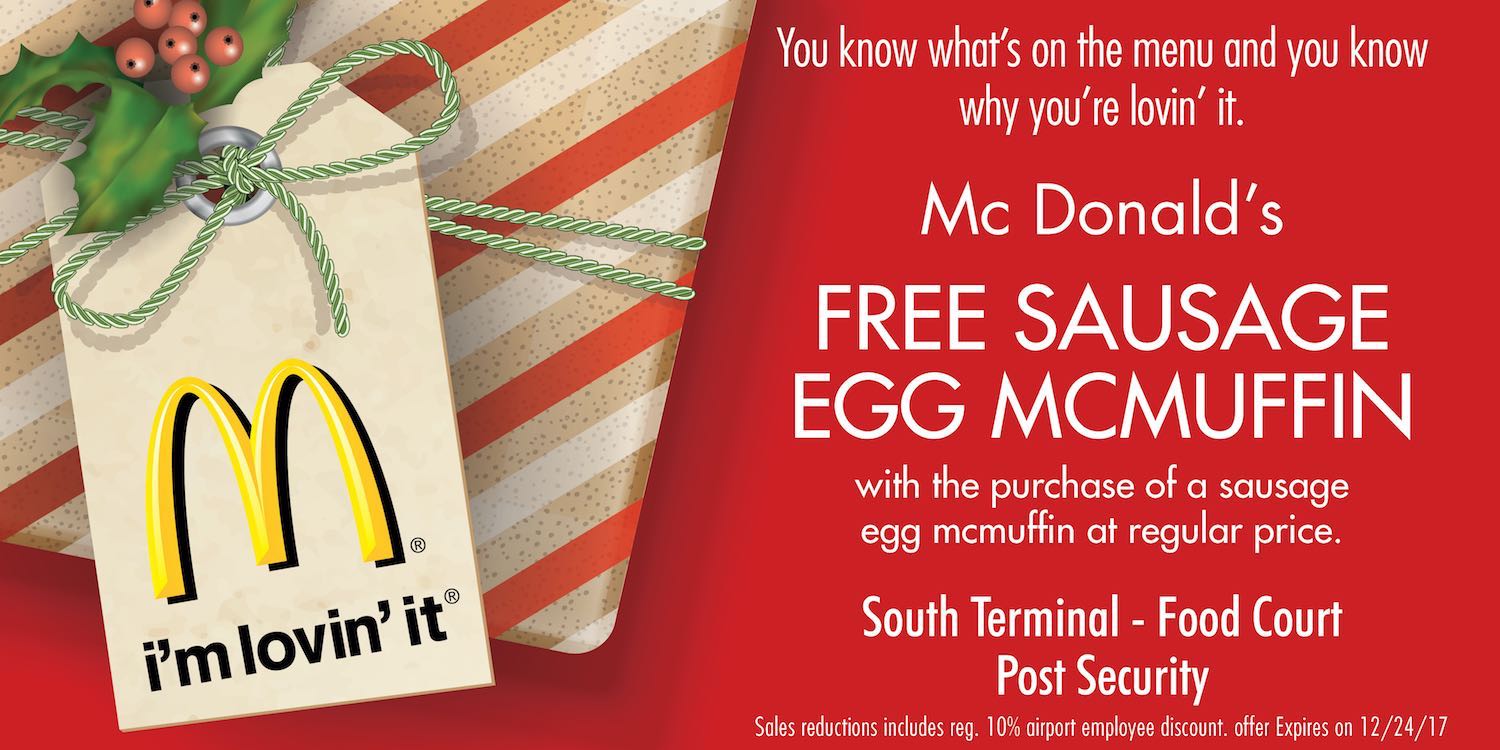 You know what's on the menu and you know
why you're lovin' it.
Mc Donald's
FREE SAUSAGE
EGG MCMUFFIN
with the purchase of a sausage
egg mcmuffin at regular price.
South Terminal - Food Court
Post Security
Sales reductions includes reg. 10% airport employee discount. offer Expires on 12/24/17
M®
i'm lovin' it®